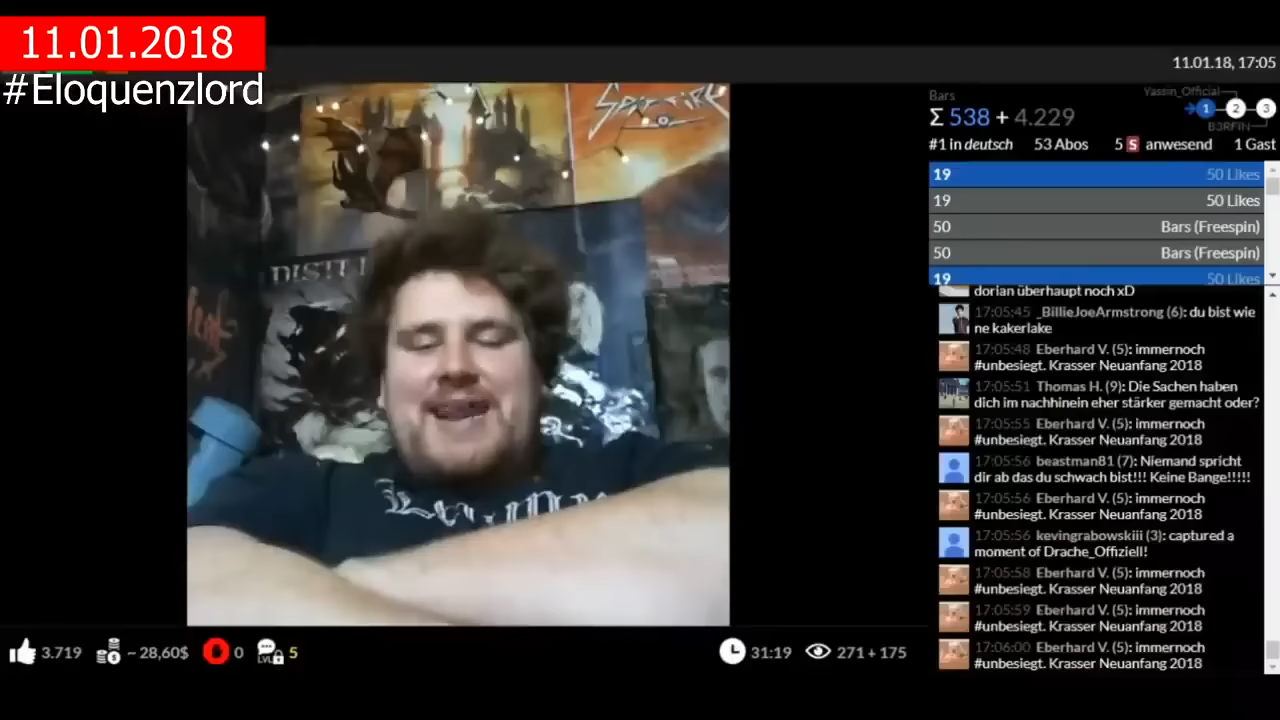 11.01.2018
#Eloquenzlord
11.01.18, 17:05
Bars
Yassin_Official
Σ 538 + 4.229
1 2 3
B3RFIN
#1 in deutsch 53 Abos 5 S anwesend 1 Gast
19 50 Likes
19 50 Likes
50 Bars (Freespin)
50 Bars (Freespin)
19 50 Likes
dorian überhaupt noch xD
17:05:45 _BillieJoeArmstrong (6): du bist wie
ne kakerlake
17:05:48 Eberhard V. (5): immernoch
#unbesiegt. Krasser Neuanfang 2018
17:05:51 Thomas H. (9): Die Sachen haben
dich im nachhinein eher stärker gemacht oder?
17:05:55 Eberhard V. (5): immernoch
#unbesiegt. Krasser Neuanfang 2018
17:05:56 beastman81 (7): Niemand spricht
dir ab das du schwach bist!!! Keine Bange!!!!!
17:05:56 Eberhard V. (5): immernoch
#unbesiegt. Krasser Neuanfang 2018
17:05:56 kevingrabowskiii (3): captured a
moment of Drache_Offiziell!
17:05:58 Eberhard V. (5): immernoch
#unbesiegt. Krasser Neuanfang 2018
17:05:59 Eberhard V. (5): immernoch
#unbesiegt. Krasser Neuanfang 2018
17:06:00 Eberhard V. (5): immernoch
#unbesiegt. Krasser Neuanfang 2018
3.719 ~ 28,60$ 0 LVL 5 31:19 271 + 175